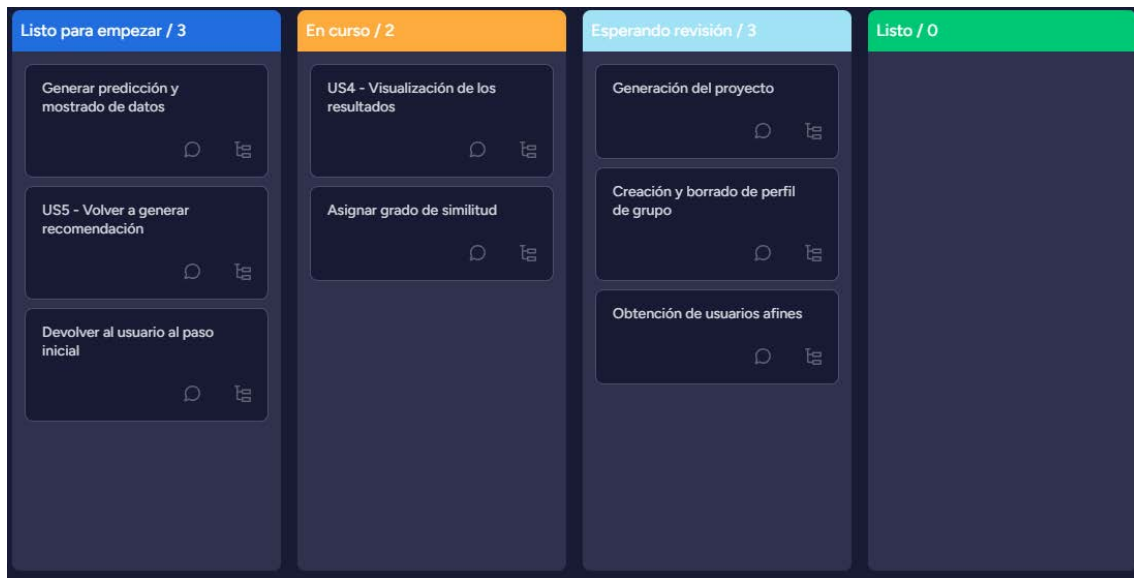 Listo para empezar / 3
Generar predicción y
mostrado de datos
US5 - Volver a generar
recomendación
Devolver al usuario al paso
inicial
En curso / 2
US4 - Visualización de los
resultados
Asignar grado de similitud
Esperando revisión / 3
Generación del proyecto
Creación y borrado de perfil
de grupo
Obtención de usuarios afines
Listo / 0